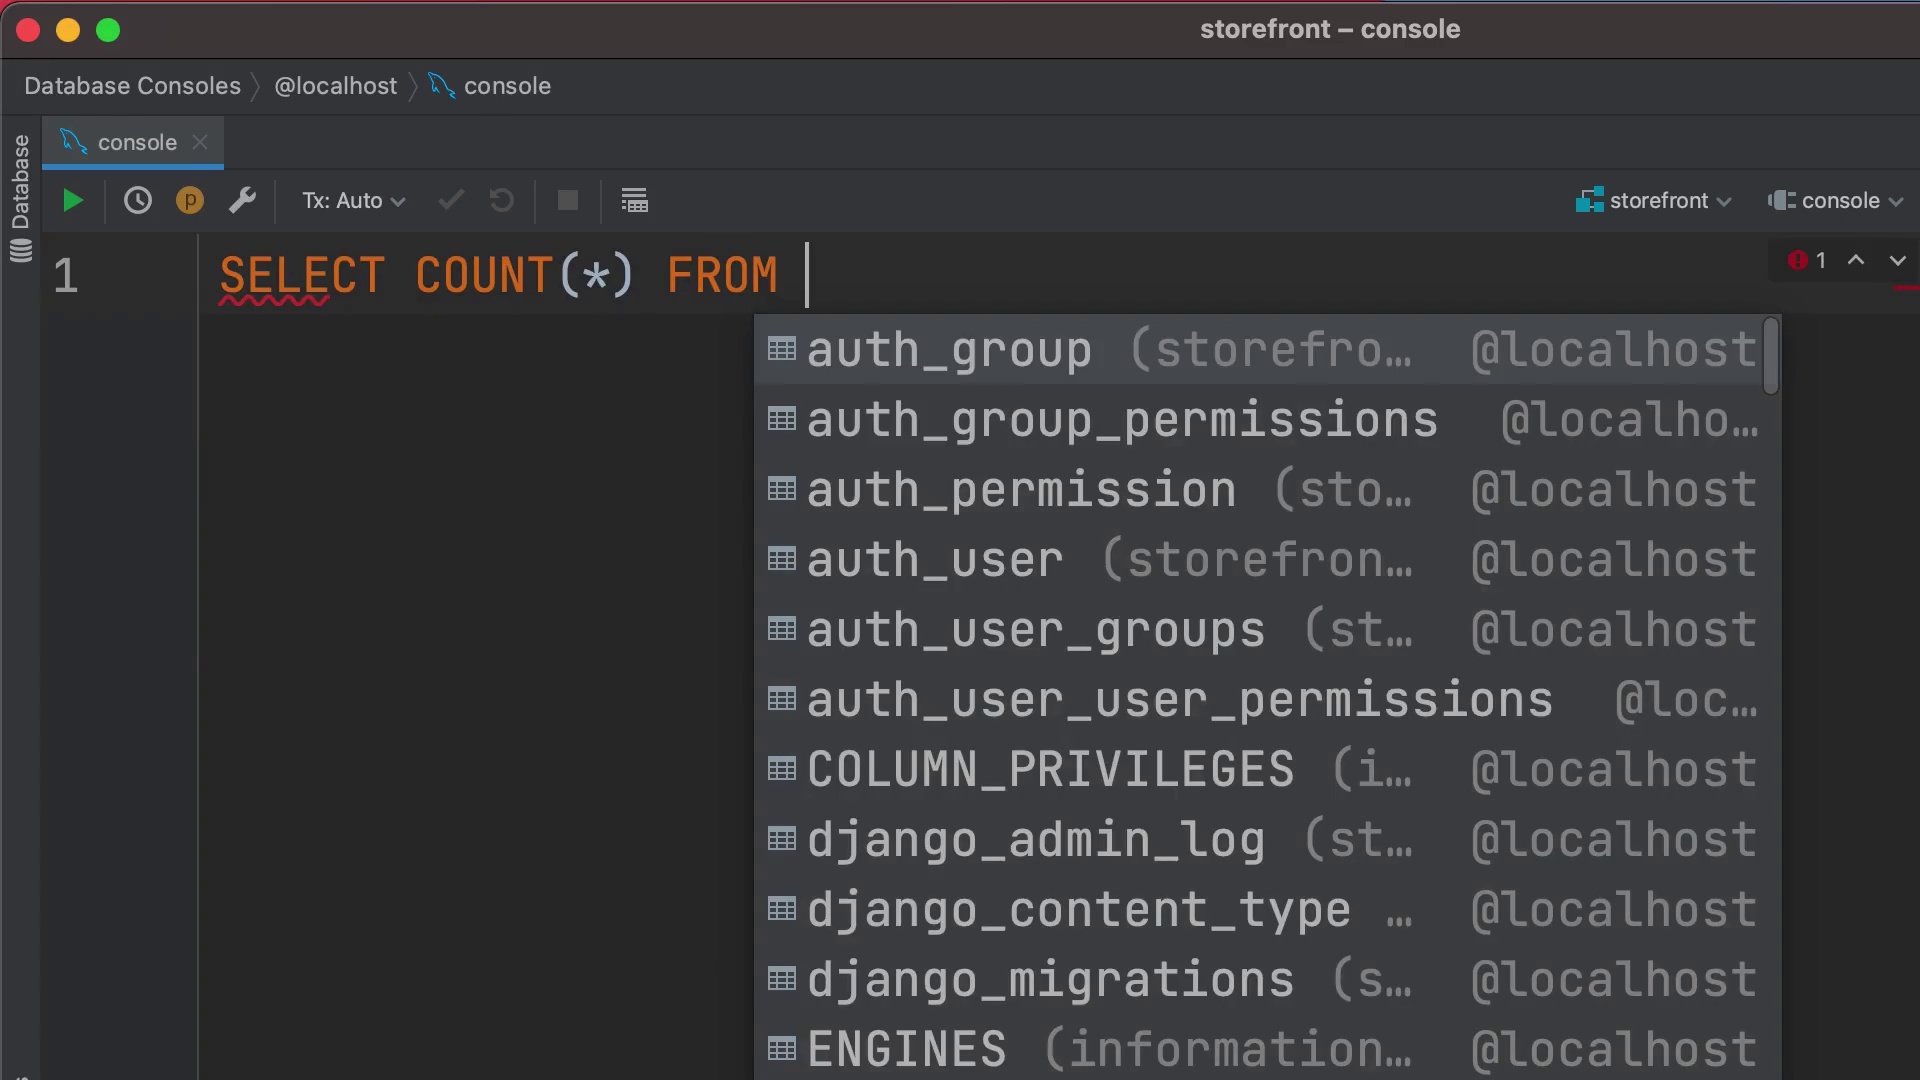 storefront – console
Database Consoles @localhost console
Database
console
p Tx: Auto storefront console
1 SELECT COUNT(*) FROM 1
auth_group (storefro… @localhost
auth_group_permissions @localho…
auth_permission (sto… @localhost
auth_user (storefron… @localhost
auth_user_groups (st… @localhost
auth_user_user_permissions @loc…
COLUMN_PRIVILEGES (i… @localhost
django_admin_log (st… @localhost
django_content_type … @localhost
django_migrations (s… @localhost
ENGINES (information… @localhost